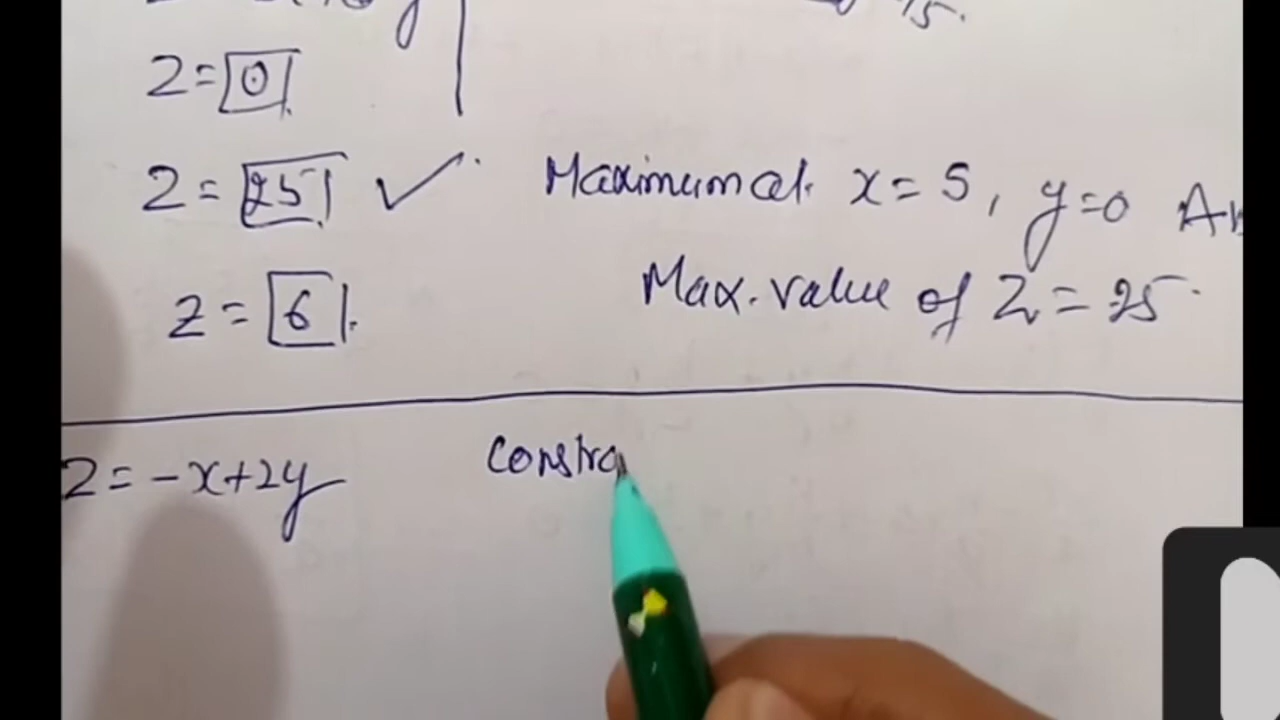 Z = 0
Z = 25 ✓ Maximum at x = 5, y = 0
Z = 6 Max. value of Z = 25
Z = -x + 2y Constra